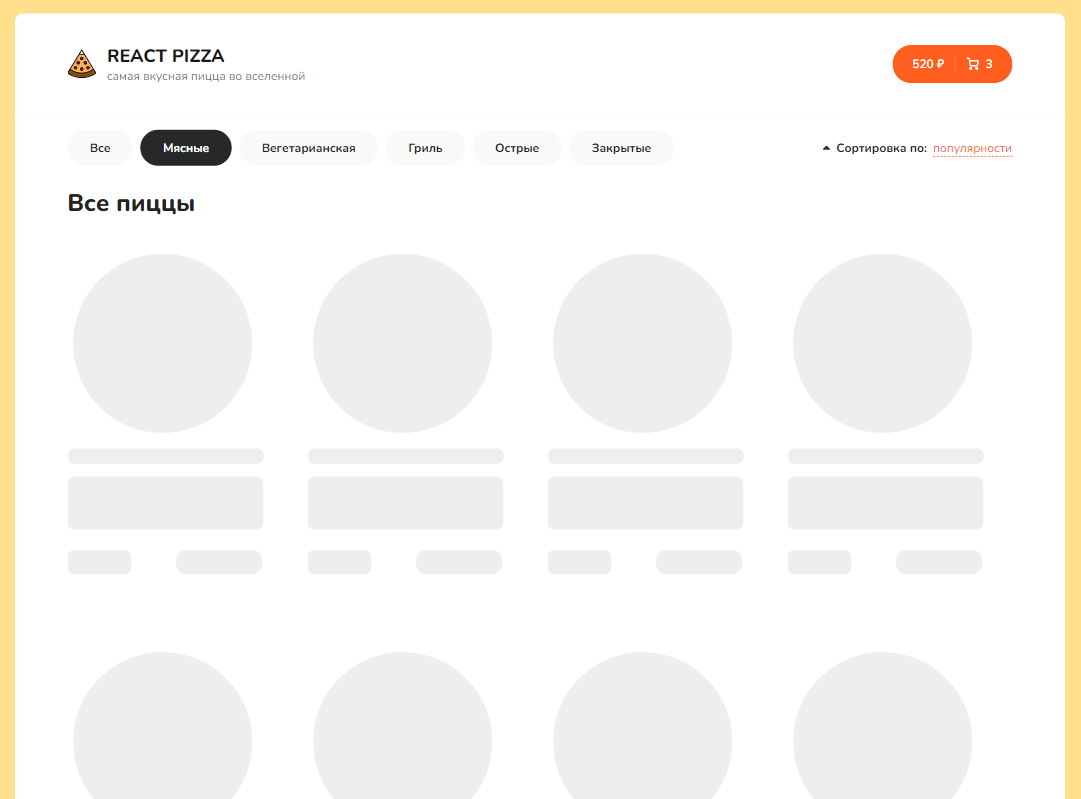 REACT PIZZA
самая вкусная пицца во вселенной
520 ₽ 3
Все Мясные Вегетарианская Гриль Острые Закрытые Сортировка по: популярности
Все пиццы